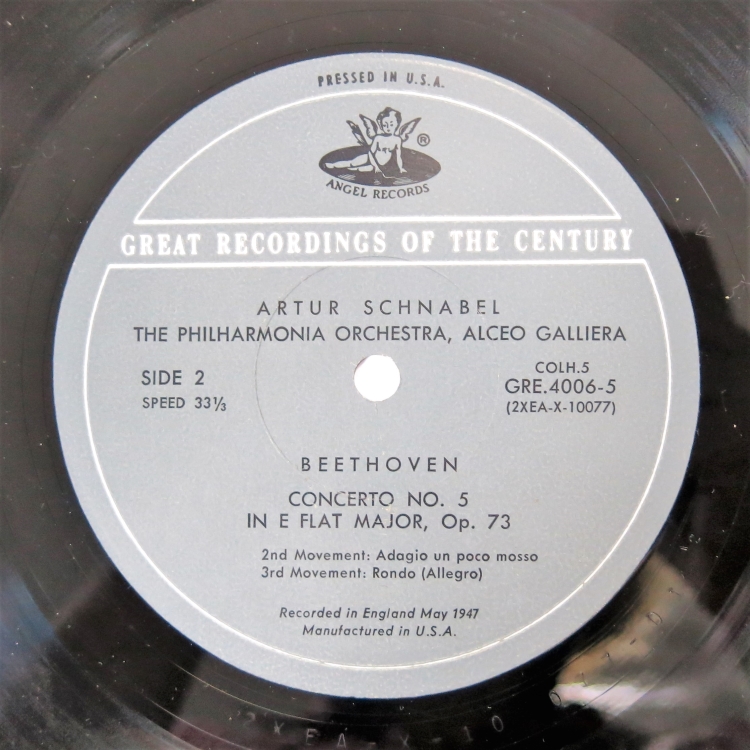 PRESSED IN U.S.A.
®
ANGEL RECORDS
GREAT RECORDINGS OF THE CENTURY
ARTUR SCHNABEL
THE PHILHARMONIA ORCHESTRA, ALCEO GALLIERA
SIDE 2
SPEED 33⅓
COLH.5
GRE.4006-5
(2XEA-X-10077)
BEETHOVEN
CONCERTO NO. 5
IN E FLAT MAJOR, Op. 73
2nd Movement: Adagio un poco mosso
3rd Movement: Rondo (Allegro)
Recorded in England May 1947
Manufactured in U.S.A.
2XEA-X-10